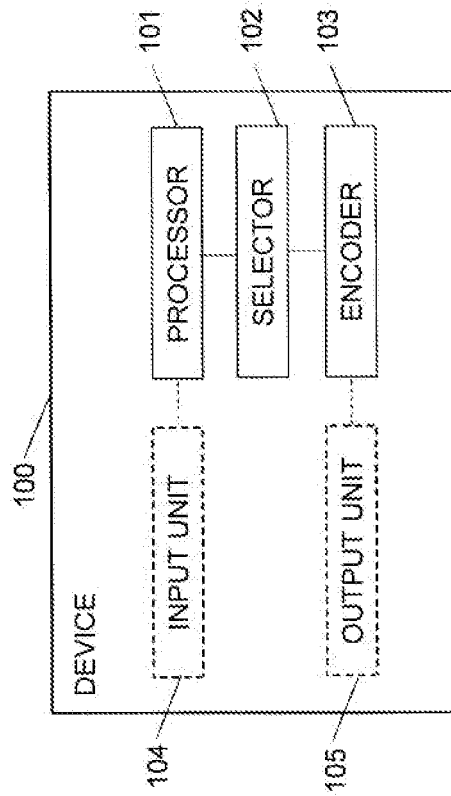 100
DEVICE
104
INPUT UNIT
PROCESSOR
101
SELECTOR
102
105
OUTPUT UNIT
ENCODER
103